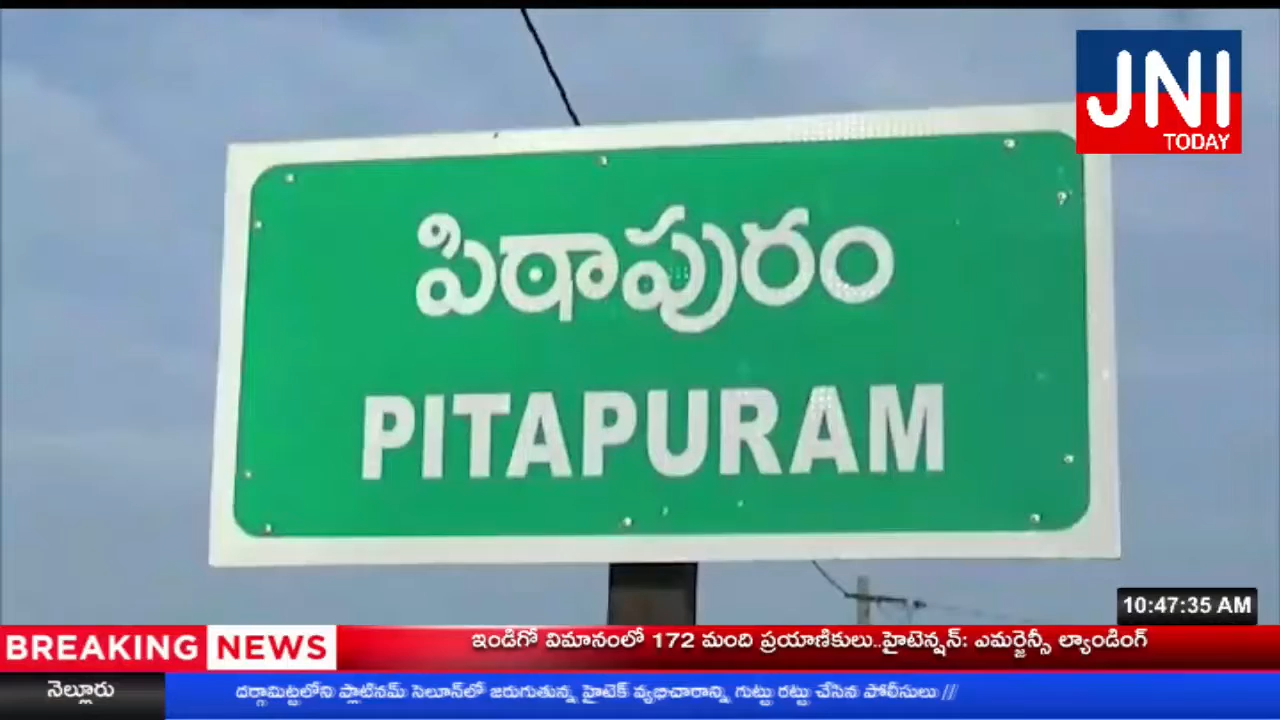 JNI
TODAY
పిఠాపురం
PITAPURAM
10:47:35 AM
BREAKING NEWS
ఇండిగో విమానంలో 172 మంది ప్రయాణికులు..హైటెన్షన్: ఎమర్జెన్సీ ల్యాండింగ్
నెల్లూరు
దర్గామిట్టలోని ప్లాటినమ్ సెలూన్‌లో జరుగుతున్న హైటెక్ వ్యభిచారాన్ని గుట్టు రట్టు చేసిన పోలీసులు //